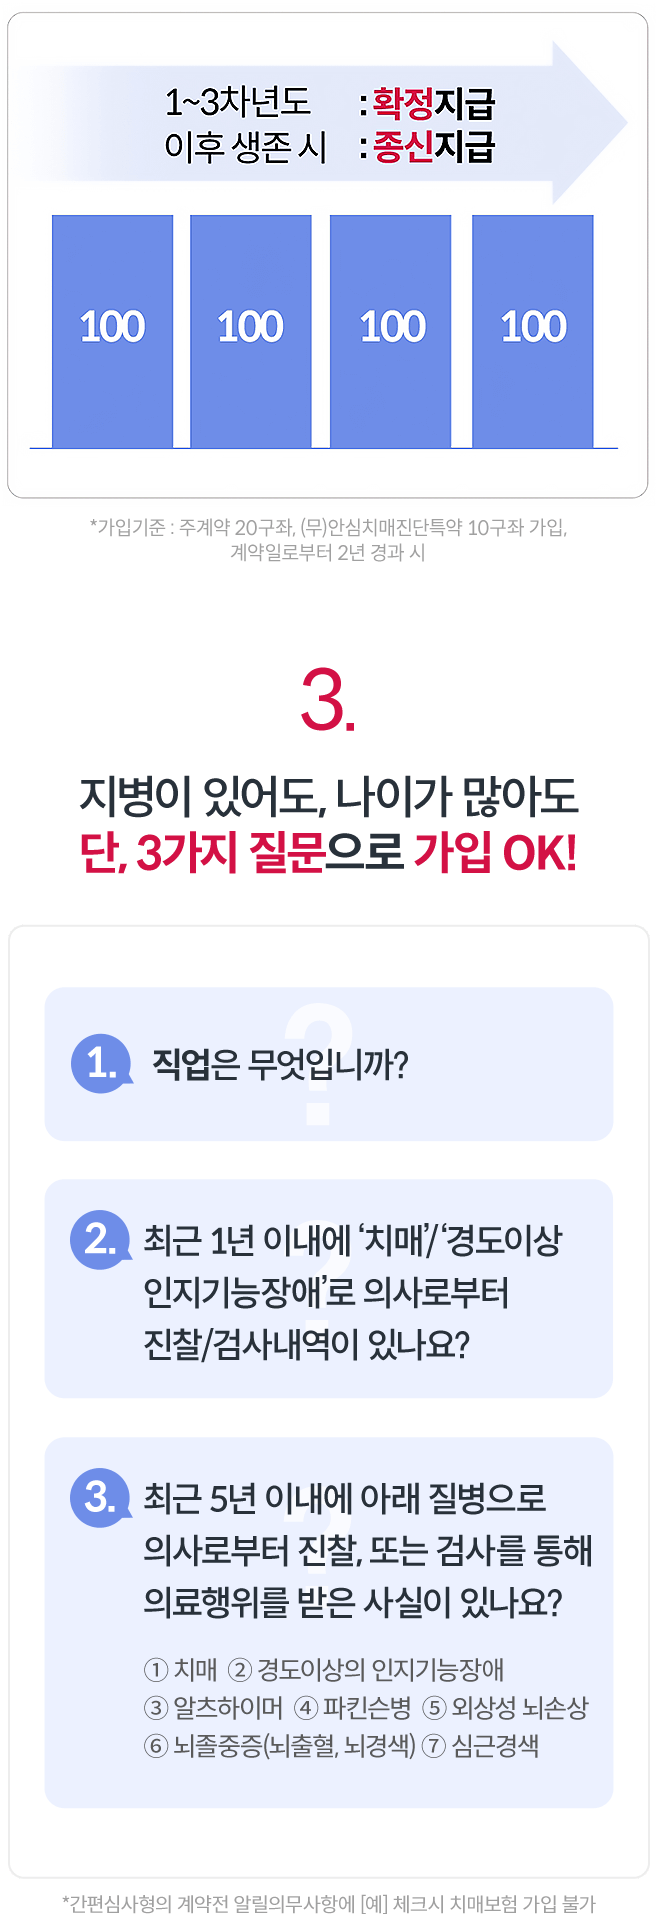 1~3차년도 : 확정지급
이후 생존 시 : 종신지급
100 100 100 100
*가입기준 : 주계약 20구좌, (무)안심치매진단특약 10구좌 가입,
계약일로부터 2년 경과 시
3.
지병이 있어도, 나이가 많아도
단, 3가지 질문으로 가입 OK!
1. 직업은 무엇입니까?
2. 최근 1년 이내에 ‘치매’/‘경도이상
인지기능장애’로 의사로부터
진찰/검사내역이 있나요?
3. 최근 5년 이내에 아래 질병으로
의사로부터 진찰, 또는 검사를 통해
의료행위를 받은 사실이 있나요?
① 치매 ② 경도이상의 인지기능장애
③ 알츠하이머 ④ 파킨슨병 ⑤ 외상성 뇌손상
⑥ 뇌졸중증(뇌출혈, 뇌경색) ⑦ 심근경색
*간편심사형의 계약전 알릴의무사항에 [예] 체크시 치매보험 가입 불가